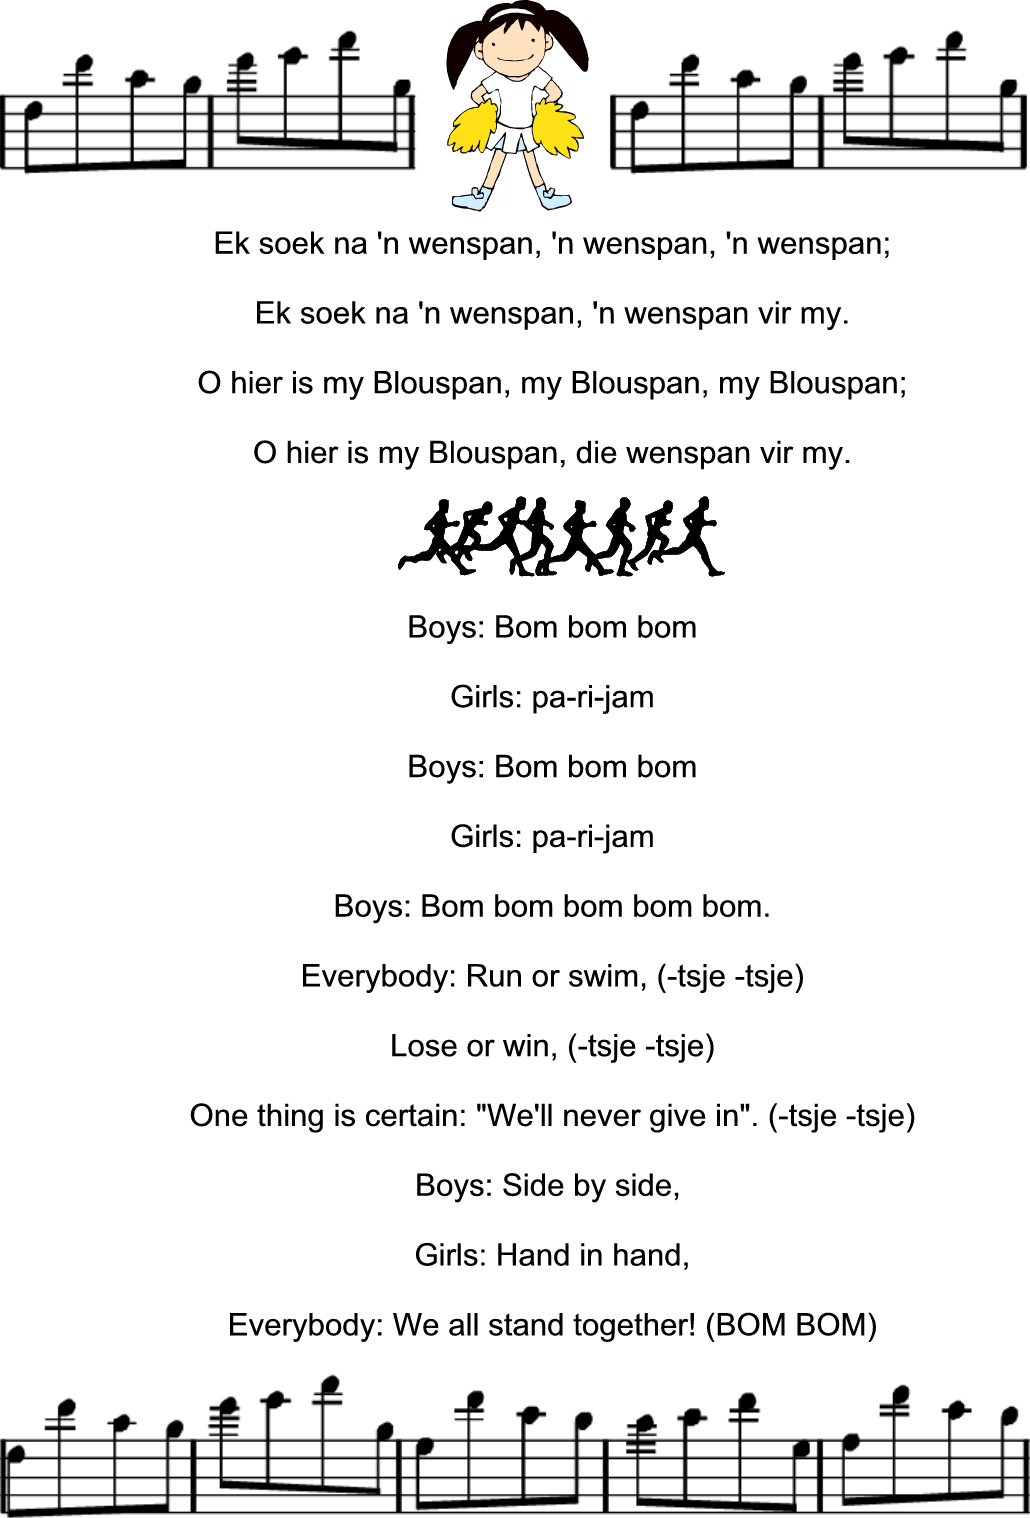 Ek soek na 'n wenspan, 'n wenspan, 'n wenspan;
Ek soek na 'n wenspan, 'n wenspan vir my.
O hier is my Blouspan, my Blouspan, my Blouspan;
O hier is my Blouspan, die wenspan vir my.
Boys: Bom bom bom
Girls: pa-ri-jam
Boys: Bom bom bom
Girls: pa-ri-jam
Boys: Bom bom bom bom bom.
Everybody: Run or swim, (-tsje -tsje)
Lose or win, (-tsje -tsje)
One thing is certain: "We'll never give in". (-tsje -tsje)
Boys: Side by side,
Girls: Hand in hand,
Everybody: We all stand together! (BOM BOM)